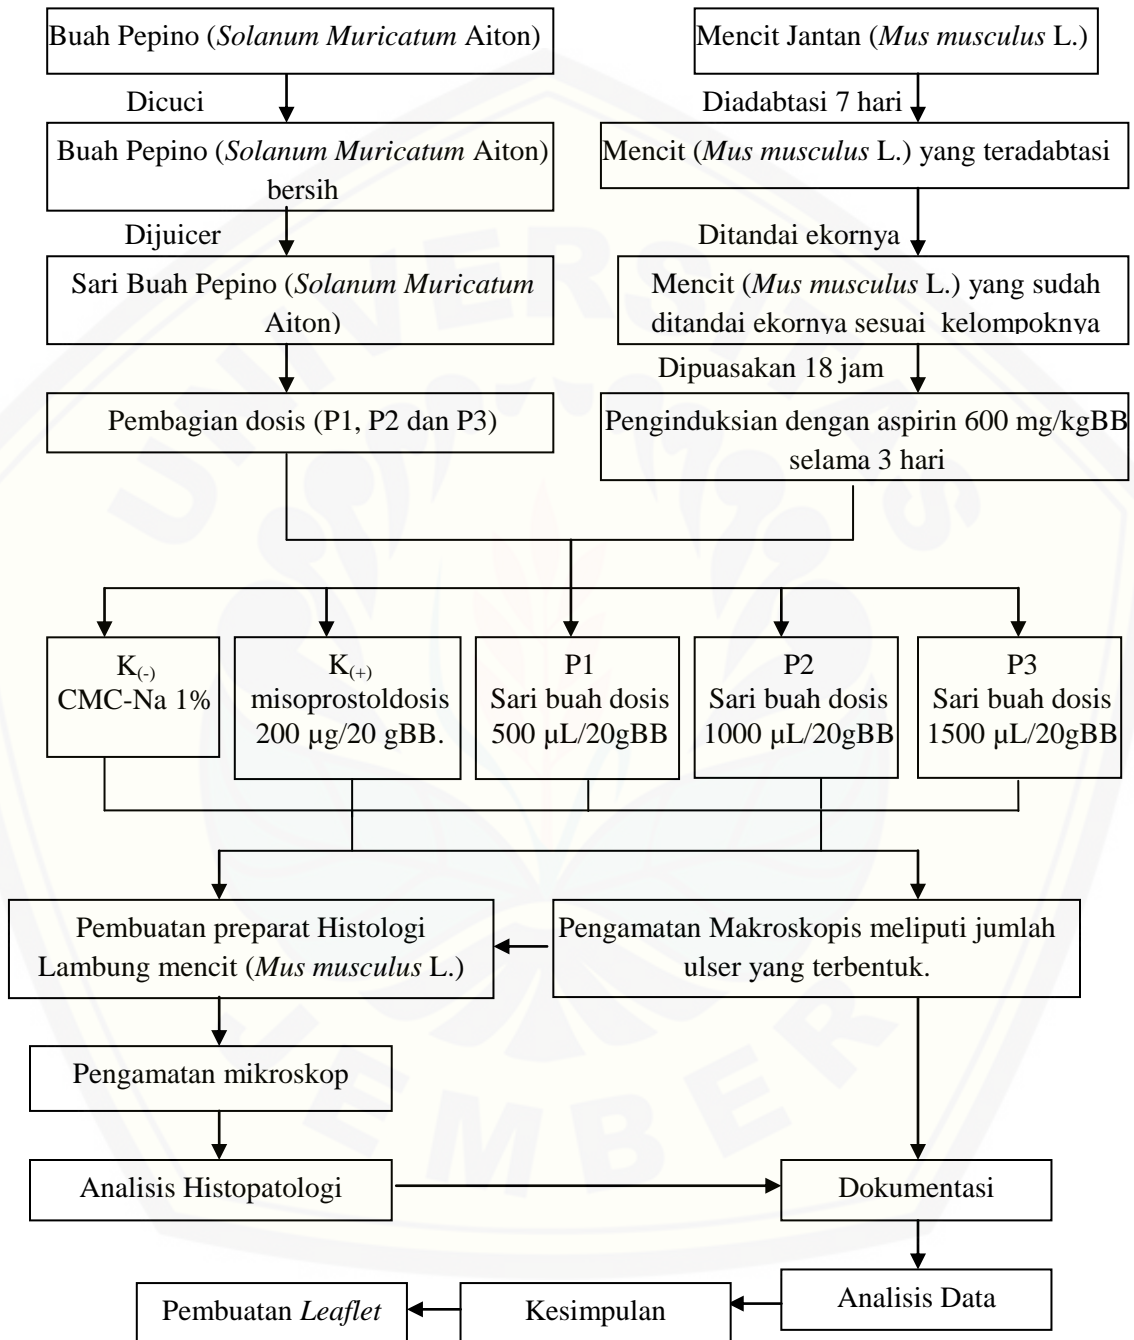 Buah Pepino (Solanum Muricatum Aiton)
Mencit Jantan (Mus musculus L.)
Dicuci
Diadabtasi 7 hari
Buah Pepino (Solanum Muricatum Aiton)
bersih
Mencit (Mus musculus L.) yang teradabtasi
Dijuicer
Ditandai ekornya
Sari Buah Pepino (Solanum Muricatum
Aiton)
Mencit (Mus musculus L.) yang sudah
ditandai ekornya sesuai kelompoknya
Dipuasakan 18 jam
Pembagian dosis (P1, P2 dan P3)
Penginduksian dengan aspirin 600 mg/kgBB
selama 3 hari
K(-)
CMC-Na 1%
K(+)
misoprostoldosis
200 µg/20 gBB.
P1
Sari buah dosis
500 µL/20gBB
P2
Sari buah dosis
1000 µL/20gBB
P3
Sari buah dosis
1500 µL/20gBB
Pembuatan preparat Histologi
Lambung mencit (Mus musculus L.)
Pengamatan Makroskopis meliputi jumlah
ulser yang terbentuk.
Pengamatan mikroskop
Analisis Histopatologi
Dokumentasi
Analisis Data
Kesimpulan
Pembuatan Leaflet
UNIVERSITAS
JEMBER